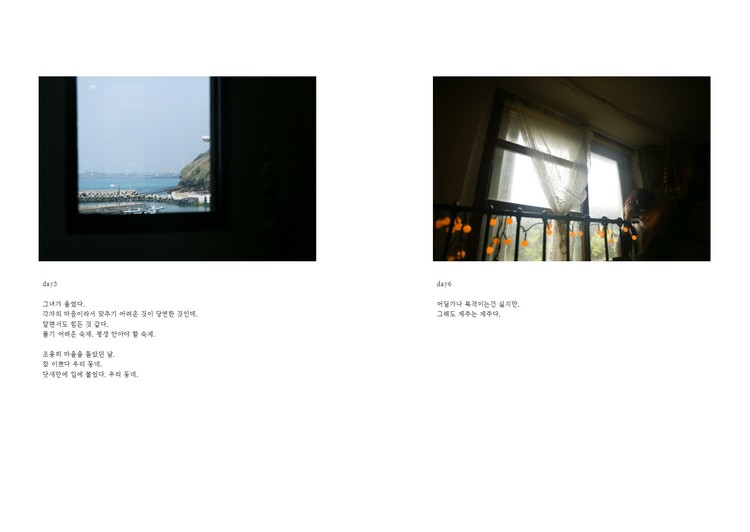 day5
그녀가 울었다.
각자의 마음이라서 맞추기 어려운 것이 당연한 것인데,
알면서도 힘든 것 같다.
풀기 어려운 숙제. 평생 안아야 할 숙제.
조용히 마을을 돌았던 날.
참 이쁘다 우리 동네.
닷새만에 입에 붙었다. 우리 동네.
day6
어딜가나 북적이는건 싫지만,
그래도 제주는 제주다.